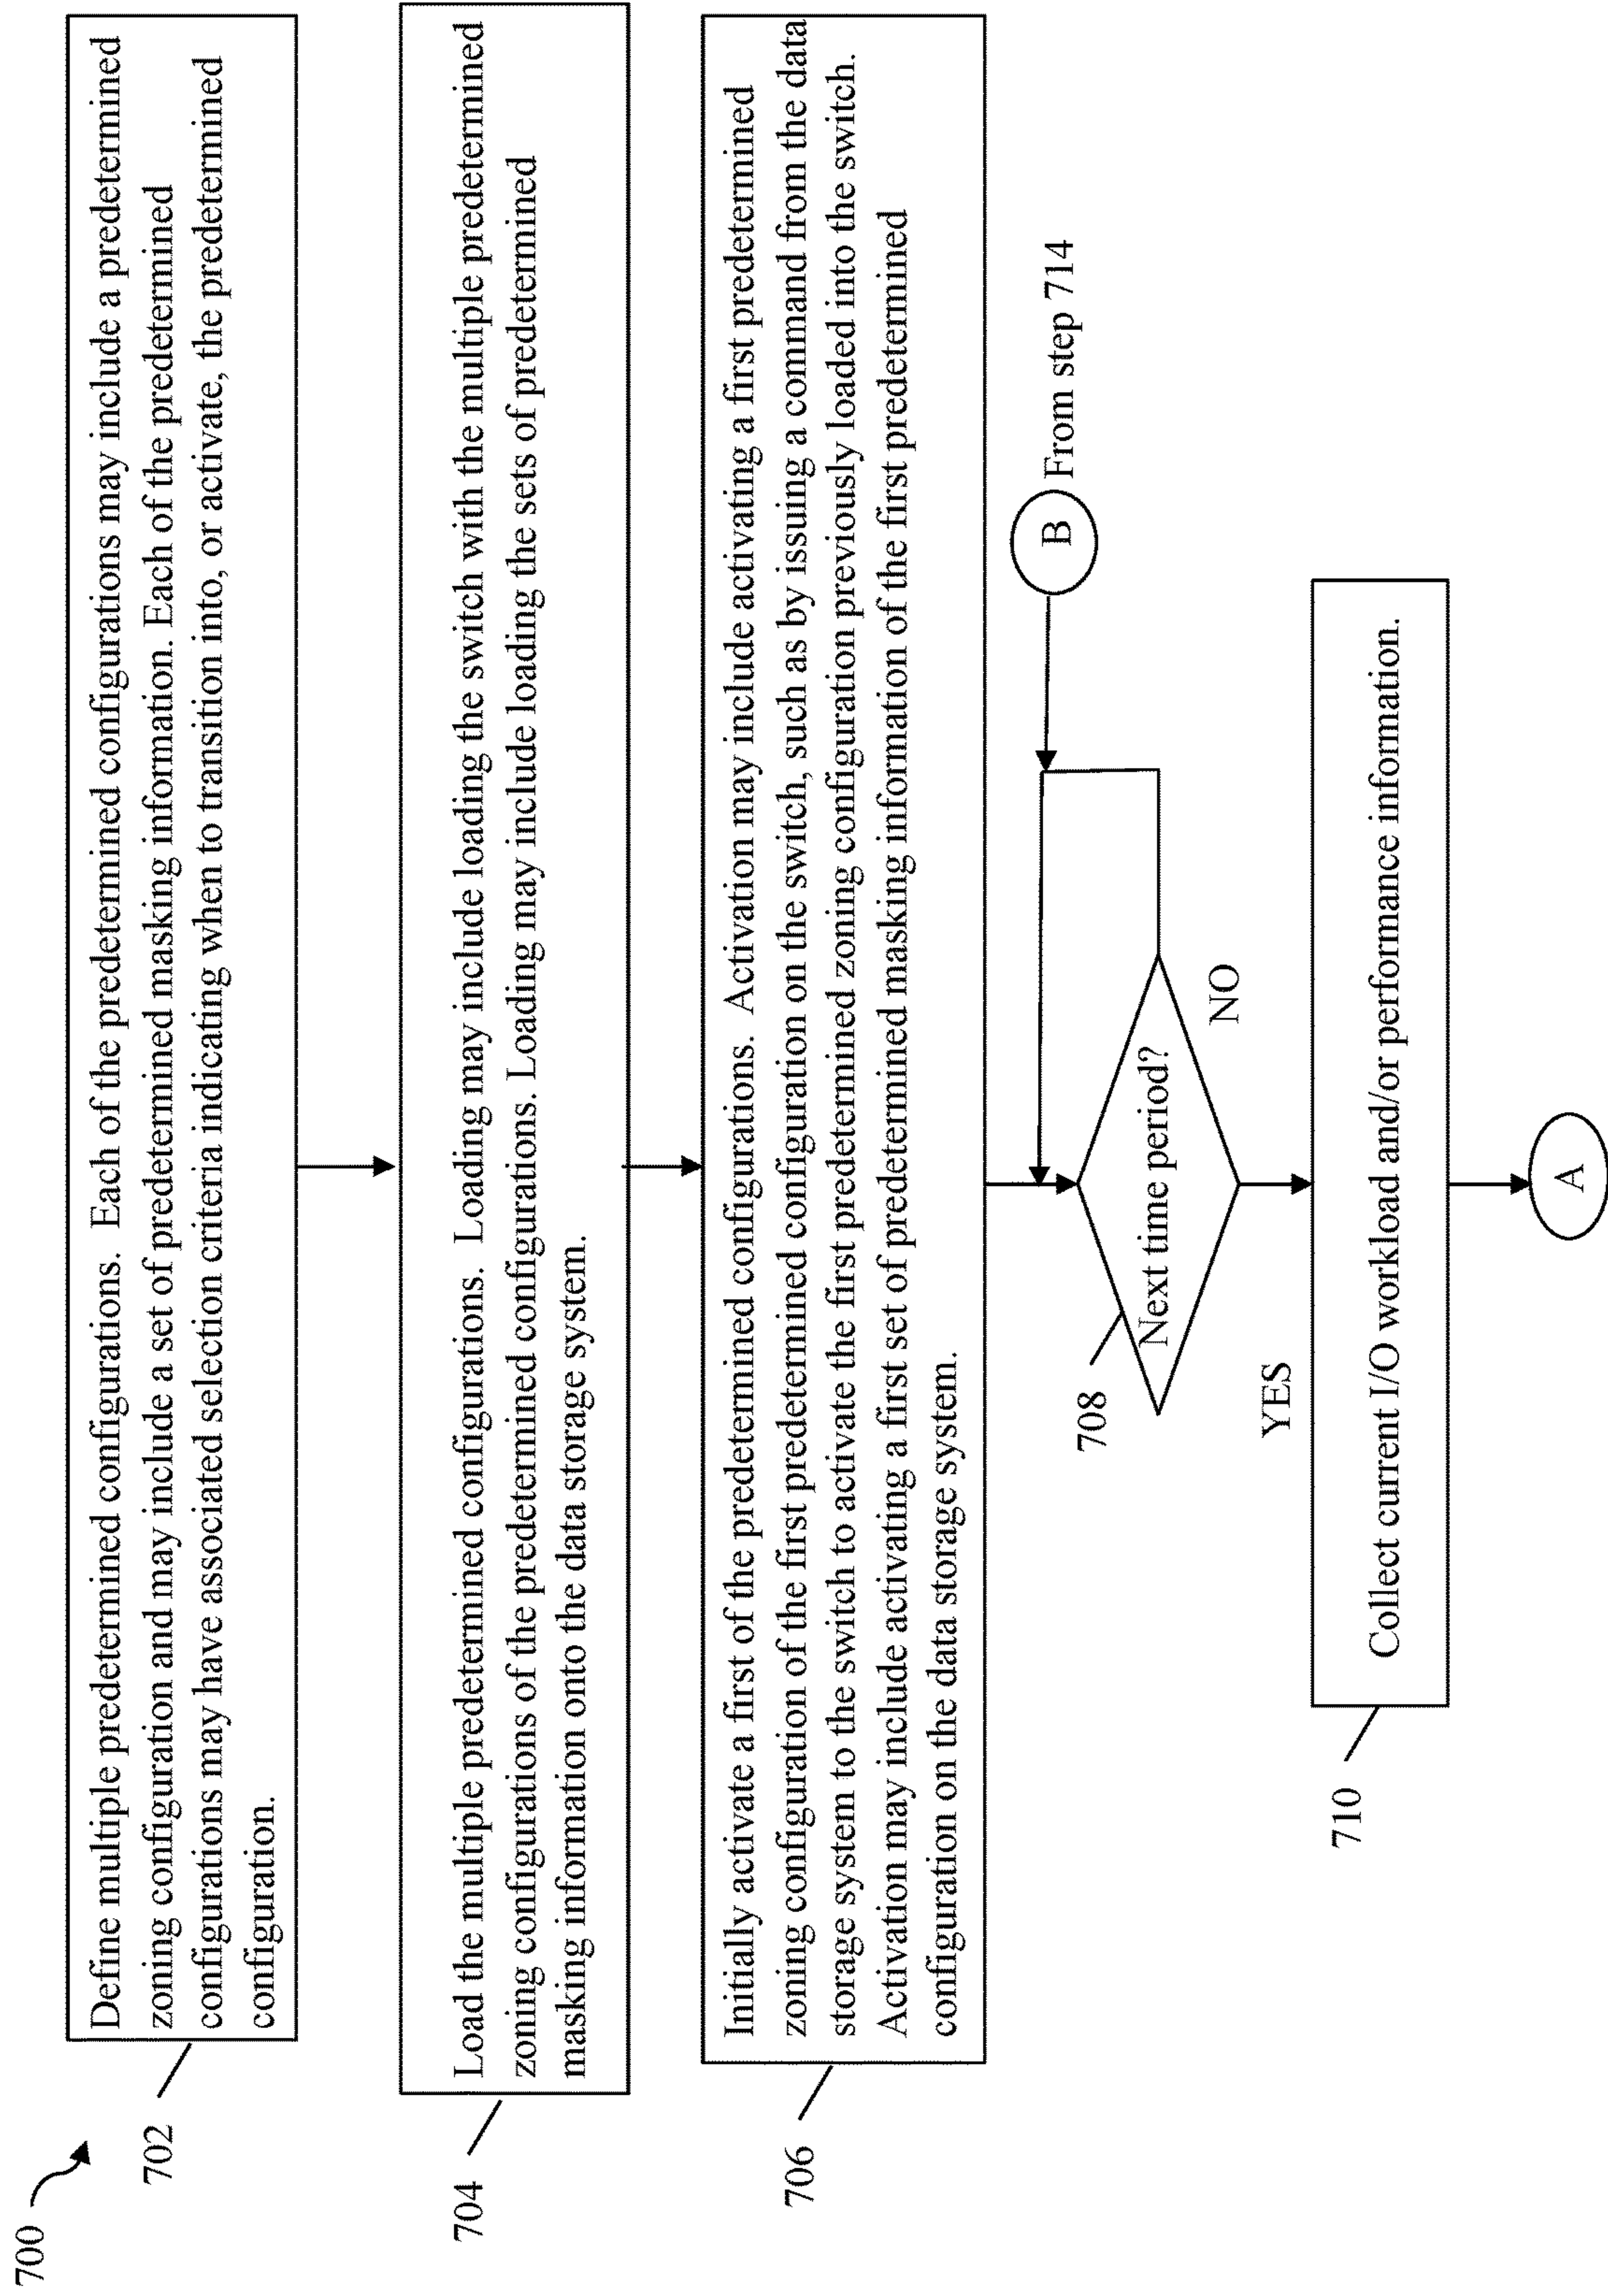 700
702
Define multiple predetermined configurations. Each of the predetermined configurations may include a predetermined
zoning configuration and may include a set of predetermined masking information. Each of the predetermined
configurations may have associated selection criteria indicating when to transition into, or activate, the predetermined
configuration.
704
Load the multiple predetermined configurations. Loading may include loading the switch with the multiple predetermined
zoning configurations of the predetermined configurations. Loading may include loading the sets of predetermined
masking information onto the data storage system.
706
Initially activate a first of the predetermined configurations. Activation may include activating a first predetermined
zoning configuration of the first predetermined configuration on the switch, such as by issuing a command from the data
storage system to the switch to activate the first predetermined zoning configuration previously loaded into the switch.
Activation may include activating a first set of predetermined masking information of the first predetermined
configuration on the data storage system.
B From step 714
708
Next time period?
NO
YES
710
Collect current I/O workload and/or performance information.
A